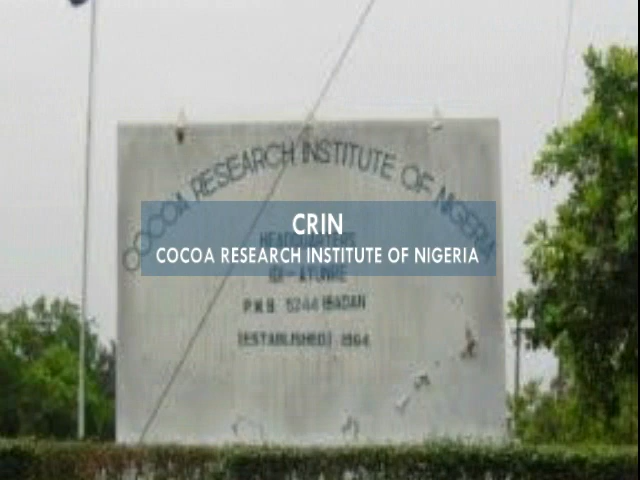 COCOA RESEARCH INSTITUTE OF NIGERIA
CRIN
COCOA RESEARCH INSTITUTE OF NIGERIA
HEADQUARTERS
P.M.B 5244 IBADAN
(ESTABLISHED) 1964